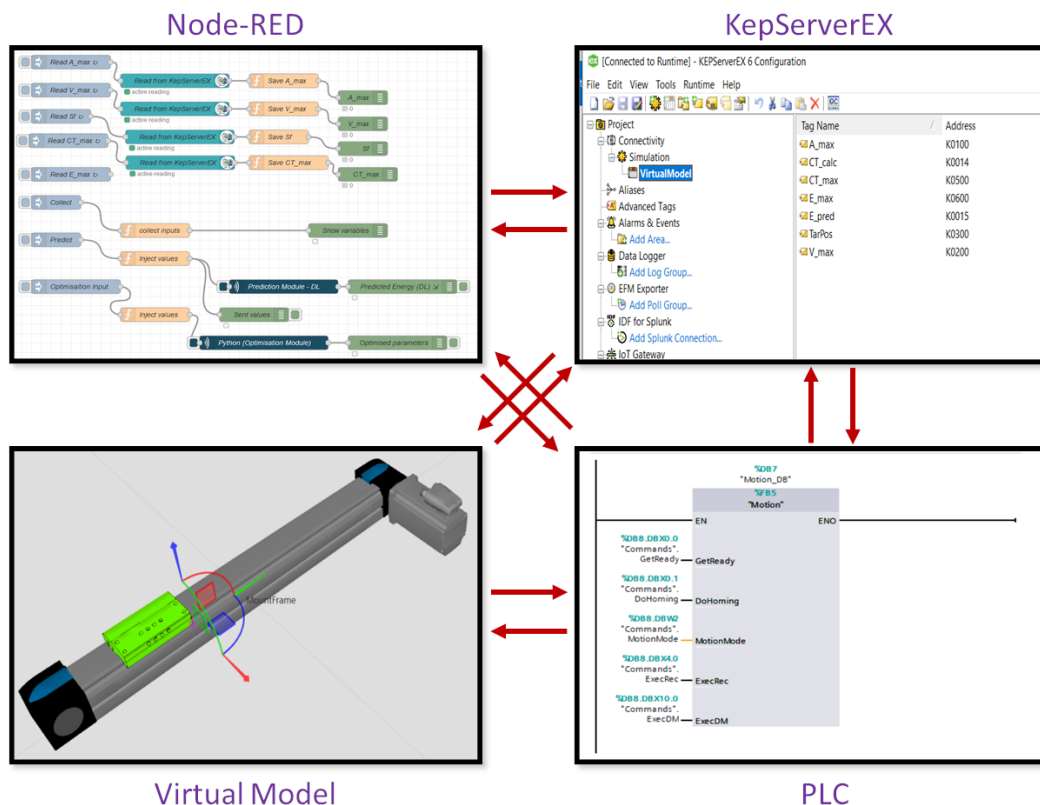 Node-RED
KepServerEX
Read A_max ↻
Read V_max ↻
Read Sf ↻
Read CT_max ↻
Read E_max ↻
Collect
Predict
Optimisation Input
Read from KepServerEX
active reading
Read from KepServerEX
active reading
Read from KepServerEX
active reading
Read from KepServerEX
active reading
f Save A_max
f Save V_max
f Save Sf
f Save CT_max
A_max
0
V_max
0
Sf
0
CT_max
0
f collect inputs
Show variables
f Inject values
Prediction Module - DL
Predicted Energy (DL)
f Inject values
Sent values
Python (Optimisation Module)
Optimised parameters
[Connected to Runtime] - KEPServerEX 6 Configuration
File Edit View Tools Runtime Help
Project
Connectivity
Simulation
VirtualModel
Aliases
Advanced Tags
Alarms & Events
Add Area...
Data Logger
Add Log Group...
EFM Exporter
Add Poll Group...
IDF for Splunk
Add Splunk Connection...
IoT Gateway
Tag Name / Address
A_max K0100
CT_calc K0014
CT_max K0500
E_max K0600
E_pred K0015
TarPos K0300
V_max K0200
MountFrame
%DB7
"Motion_DB"
%FB5
"Motion"
EN ENO
%DB8.DBX0.0
"Commands".
GetReady GetReady
%DB8.DBX0.1
"Commands".
DoHoming DoHoming
%DB8.DBW2
"Commands".
MotionMode MotionMode
%DB8.DBX4.0
"Commands".
ExecRec ExecRec
%DB8.DBX10.0
"Commands".
ExecDM ExecDM
Virtual Model
PLC